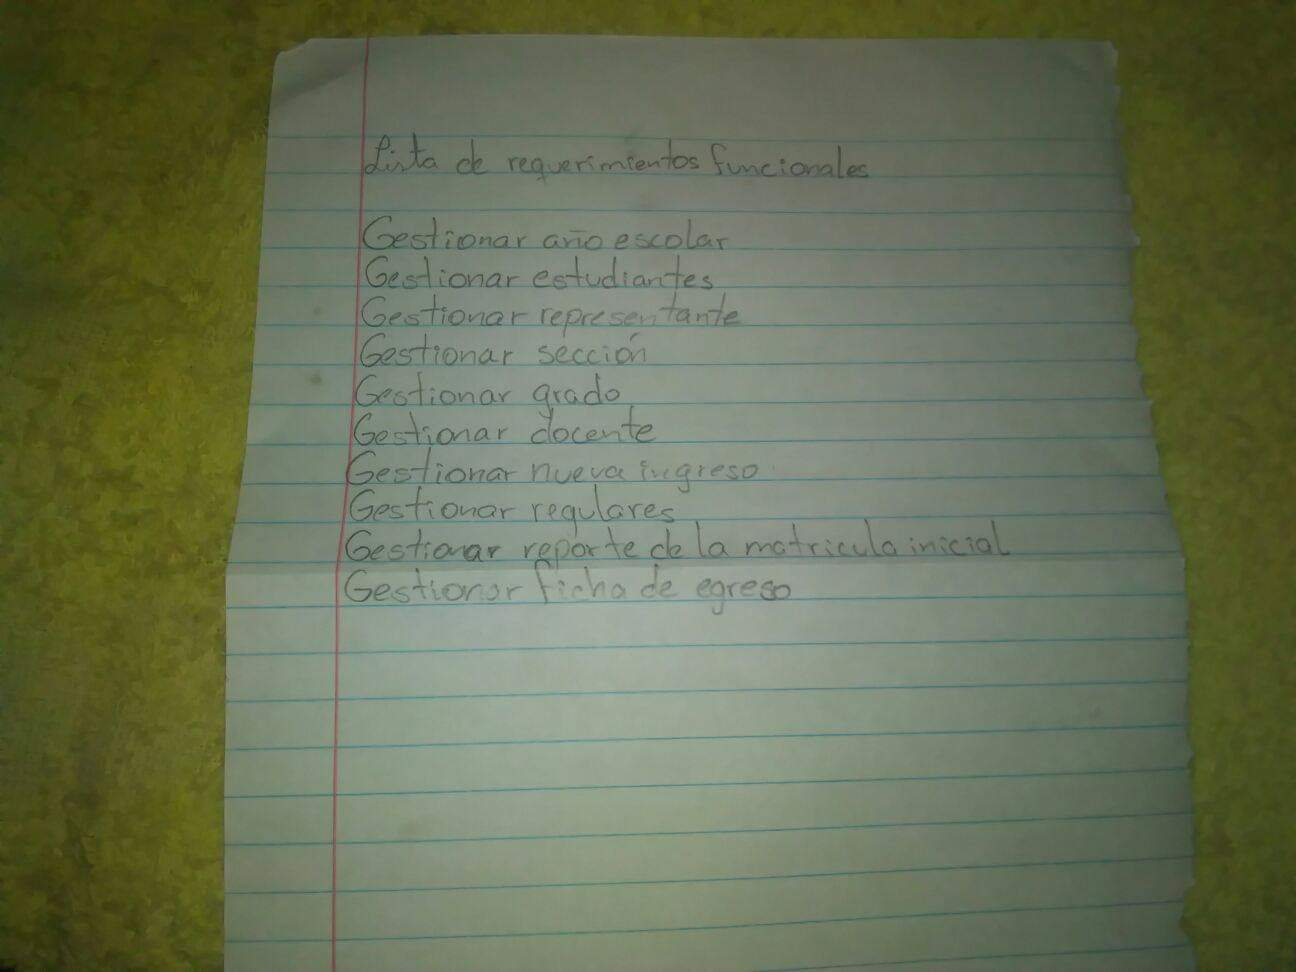 Lista de requerimientos funcionales
Gestionar año escolar
Gestionar estudiantes
Gestionar representante
Gestionar sección
Gestionar grado
Gestionar docente
Gestionar nueva ingreso
Gestionar regulares
Gestionar reporte de la matricula inicial
Gestionar ficha de egreso